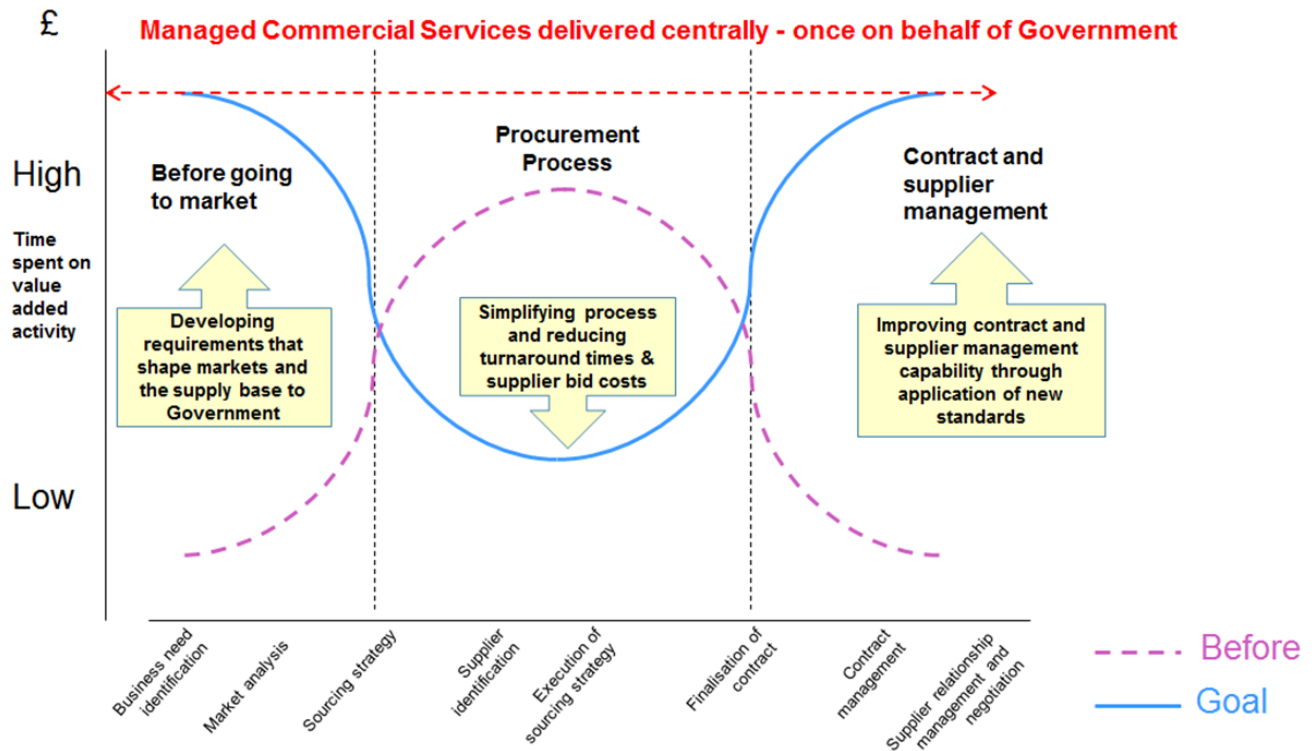 £
Managed Commercial Services delivered centrally - once on behalf of Government
High
Time
spent on
value
added
activity
Low
Before going
to market
Developing
requirements that
shape markets and
the supply base to
Government
Procurement
Process
Simplifying process
and reducing
turnaround times &
supplier bid costs
Contract and
supplier
management
Improving contract and
supplier management
capability through
application of new
standards
Business need
identification
Market analysis
Sourcing strategy
Supplier
identification
Execution of
sourcing strategy
Finalisation of
contract
Contract
management
Supplier relationship
management and
negotiation
Before
Goal